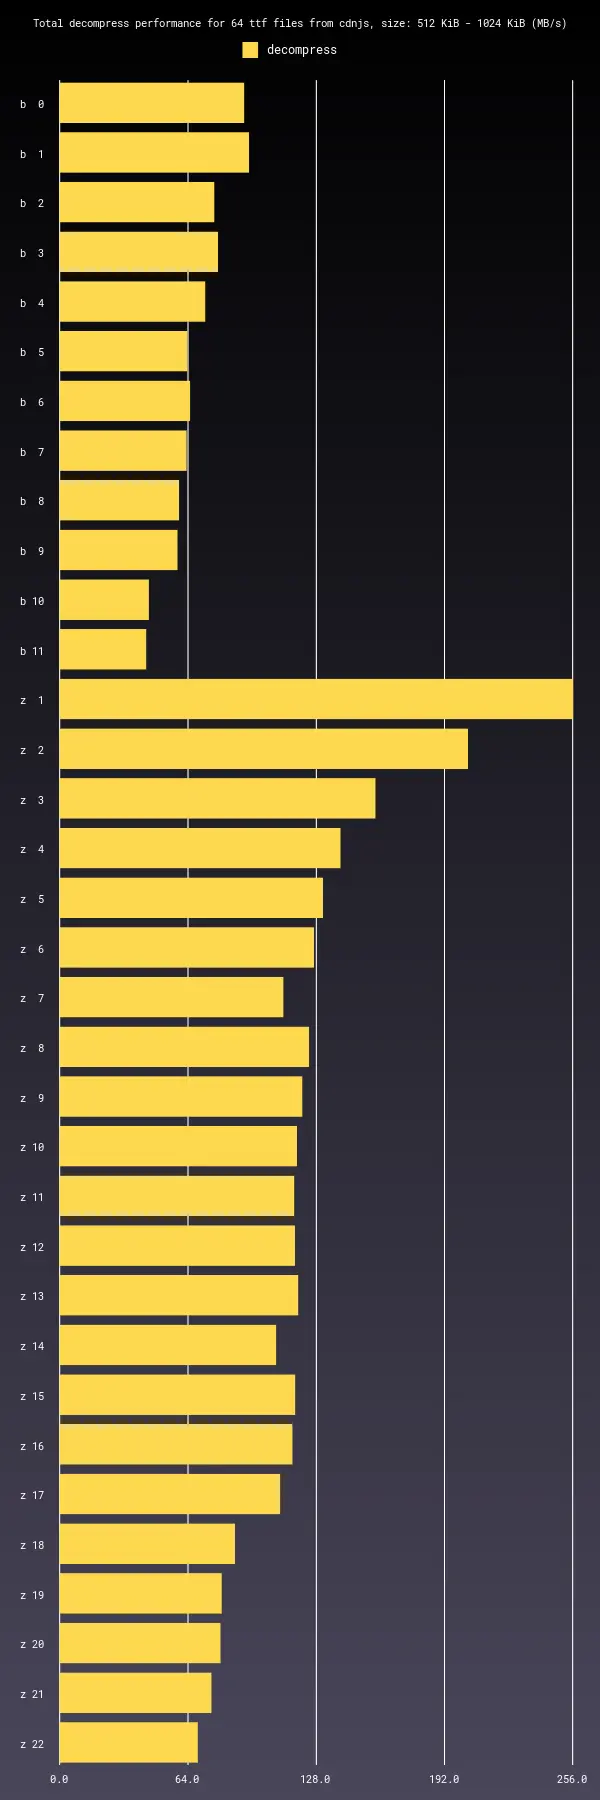 Total decompress performance for 64 ttf files from cdnjs, size: 512 KiB - 1024 KiB (MB/s)
decompress
b 0
b 1
b 2
b 3
b 4
b 5
b 6
b 7
b 8
b 9
b 10
b 11
z 1
z 2
z 3
z 4
z 5
z 6
z 7
z 8
z 9
z 10
z 11
z 12
z 13
z 14
z 15
z 16
z 17
z 18
z 19
z 20
z 21
z 22
0.0 64.0 128.0 192.0 256.0